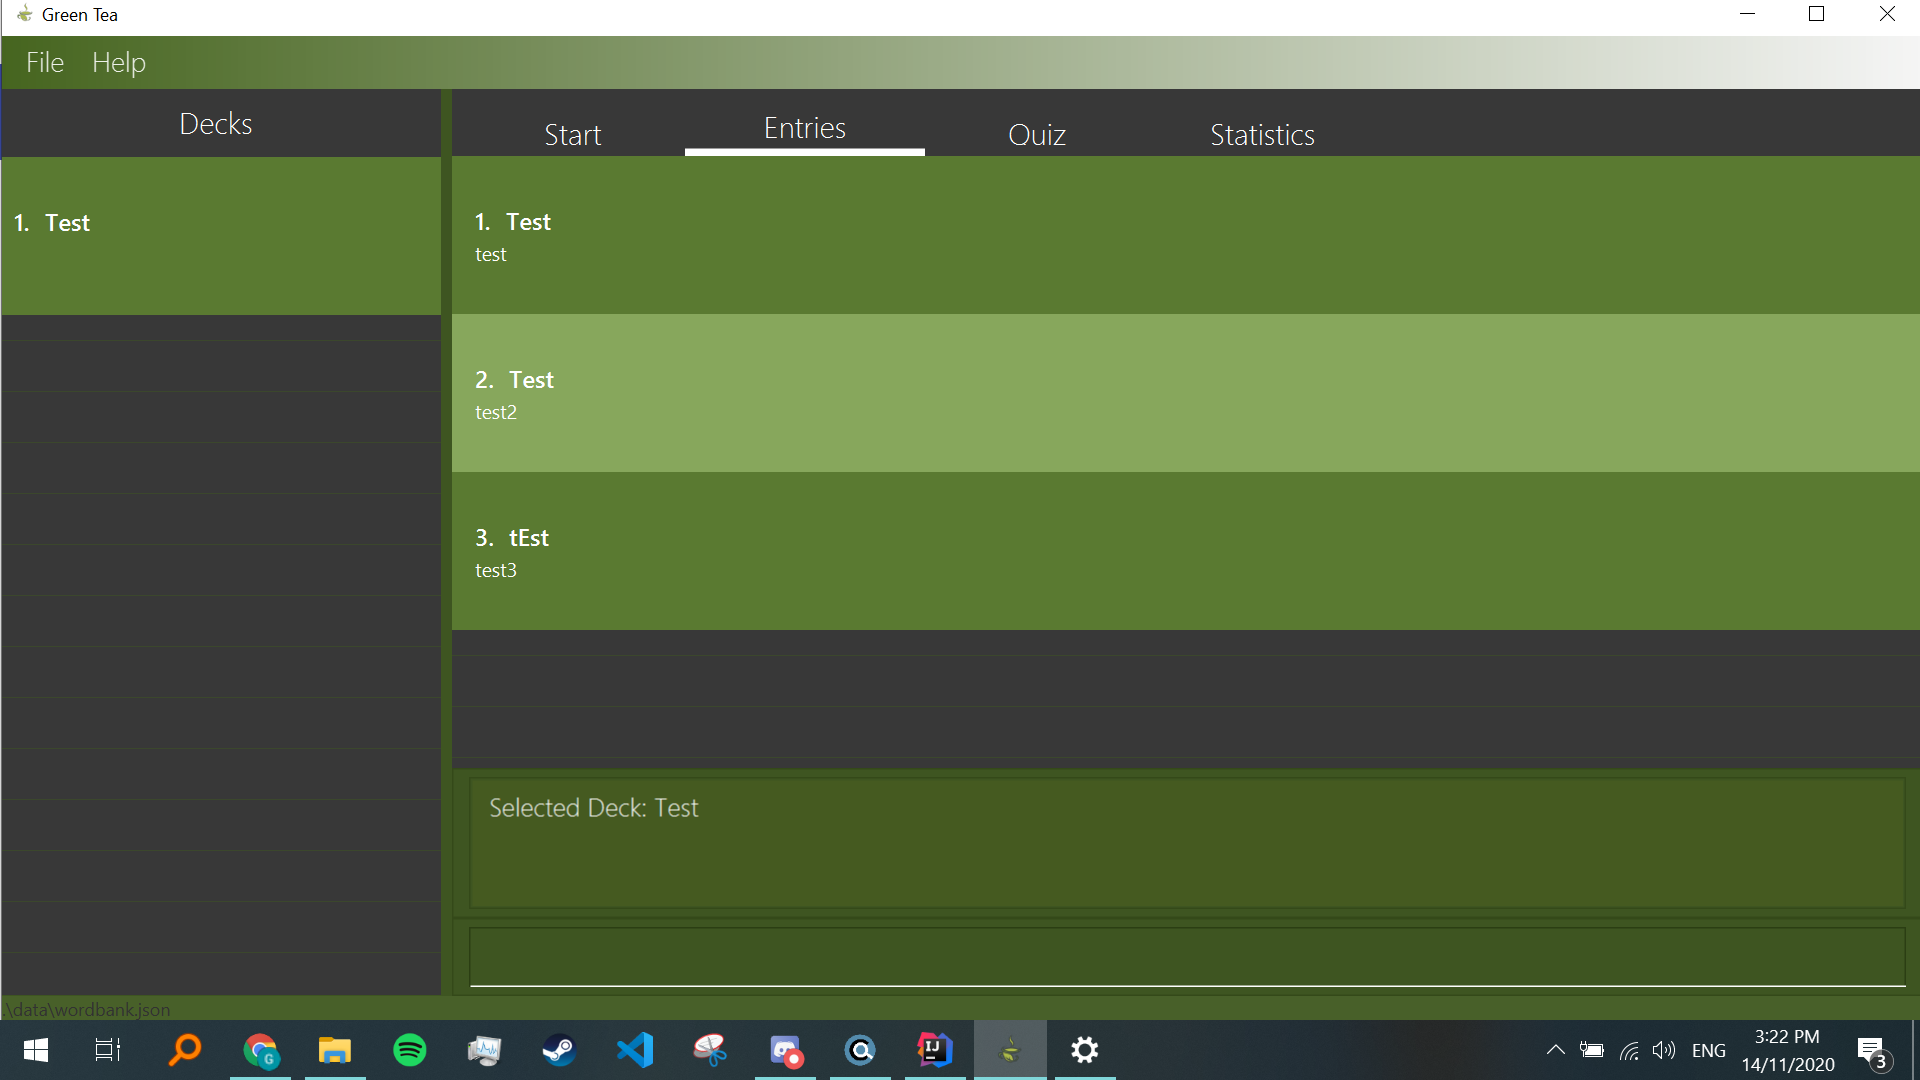 Green Tea
File Help
Decks
Start Entries Quiz Statistics
1. Test
1. Test
test
2. Test
test2
3. tEst
test3
Selected Deck: Test
.\data\wordbank.json
G
IJ
ENG
3:22 PM
14/11/2020
3